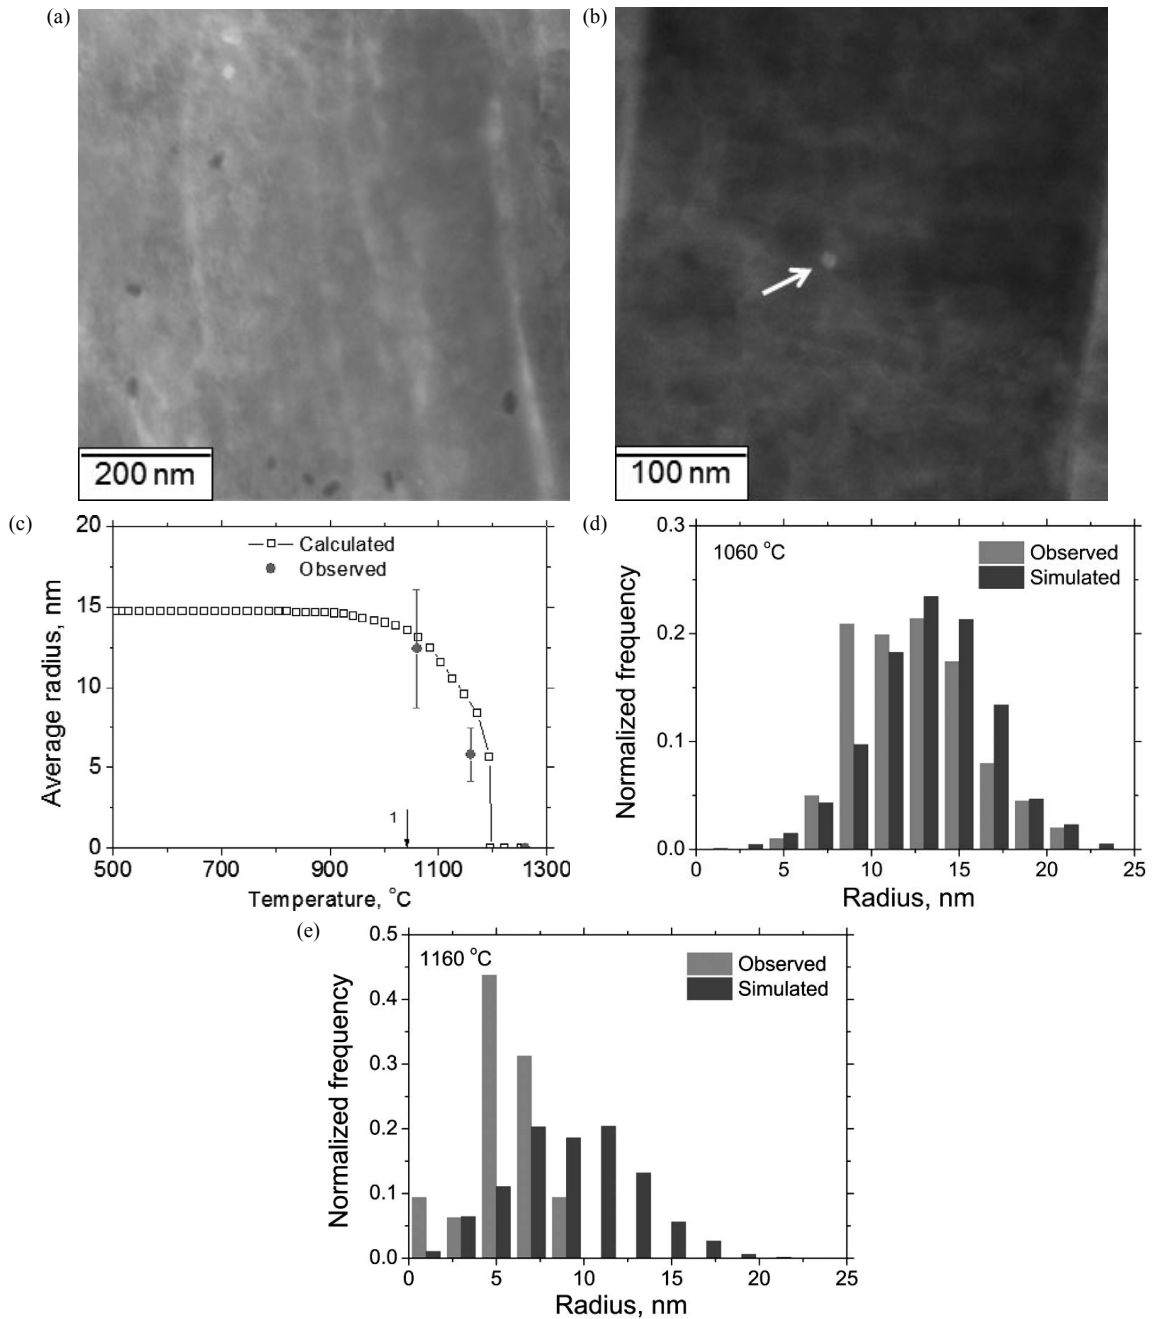 (a)
(b)
200 nm
100 nm
(c)
Average radius, nm
20
15
10
5
0
Calculated
Observed
1
500
700
900
1100
1300
Temperature, °C
(d)
Normalized frequency
0.3
0.2
0.1
0.0
1060 °C
Observed
Simulated
0
5
10
15
20
25
Radius, nm
(e)
Normalized frequency
0.5
0.4
0.3
0.2
0.1
0.0
1160 °C
Observed
Simulated
0
5
10
15
20
25
Radius, nm